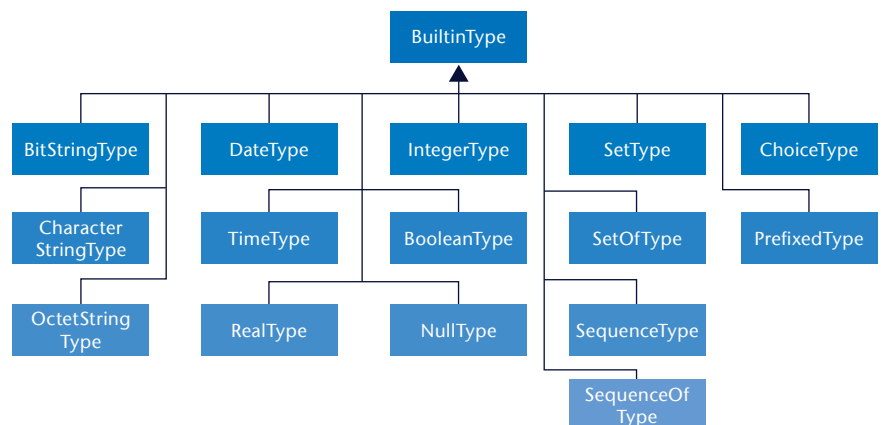 BuiltinType
BitStringType
DateType
IntegerType
SetType
ChoiceType
Character
StringType
TimeType
BooleanType
SetOfType
PrefixedType
OctetString
Type
RealType
NullType
SequenceType
SequenceOf
Type